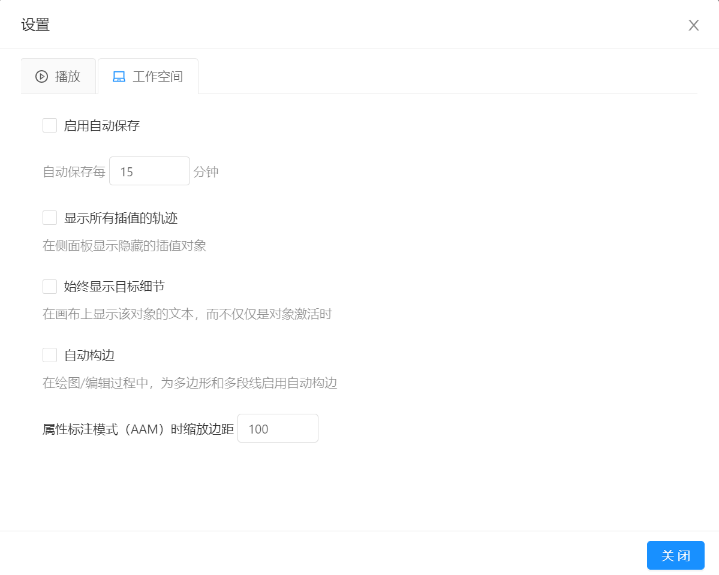 设置
播放 工作空间
启用自动保存
自动保存每 15 分钟
显示所有插值的轨迹
在侧面板显示隐藏的插值对象
始终显示目标细节
在画布上显示该对象的文本，而不仅仅是对象激活时
自动构边
在绘图/编辑过程中，为多边形和多段线启用自动构边
属性标注模式（AAM）时缩放边距 100
关 闭